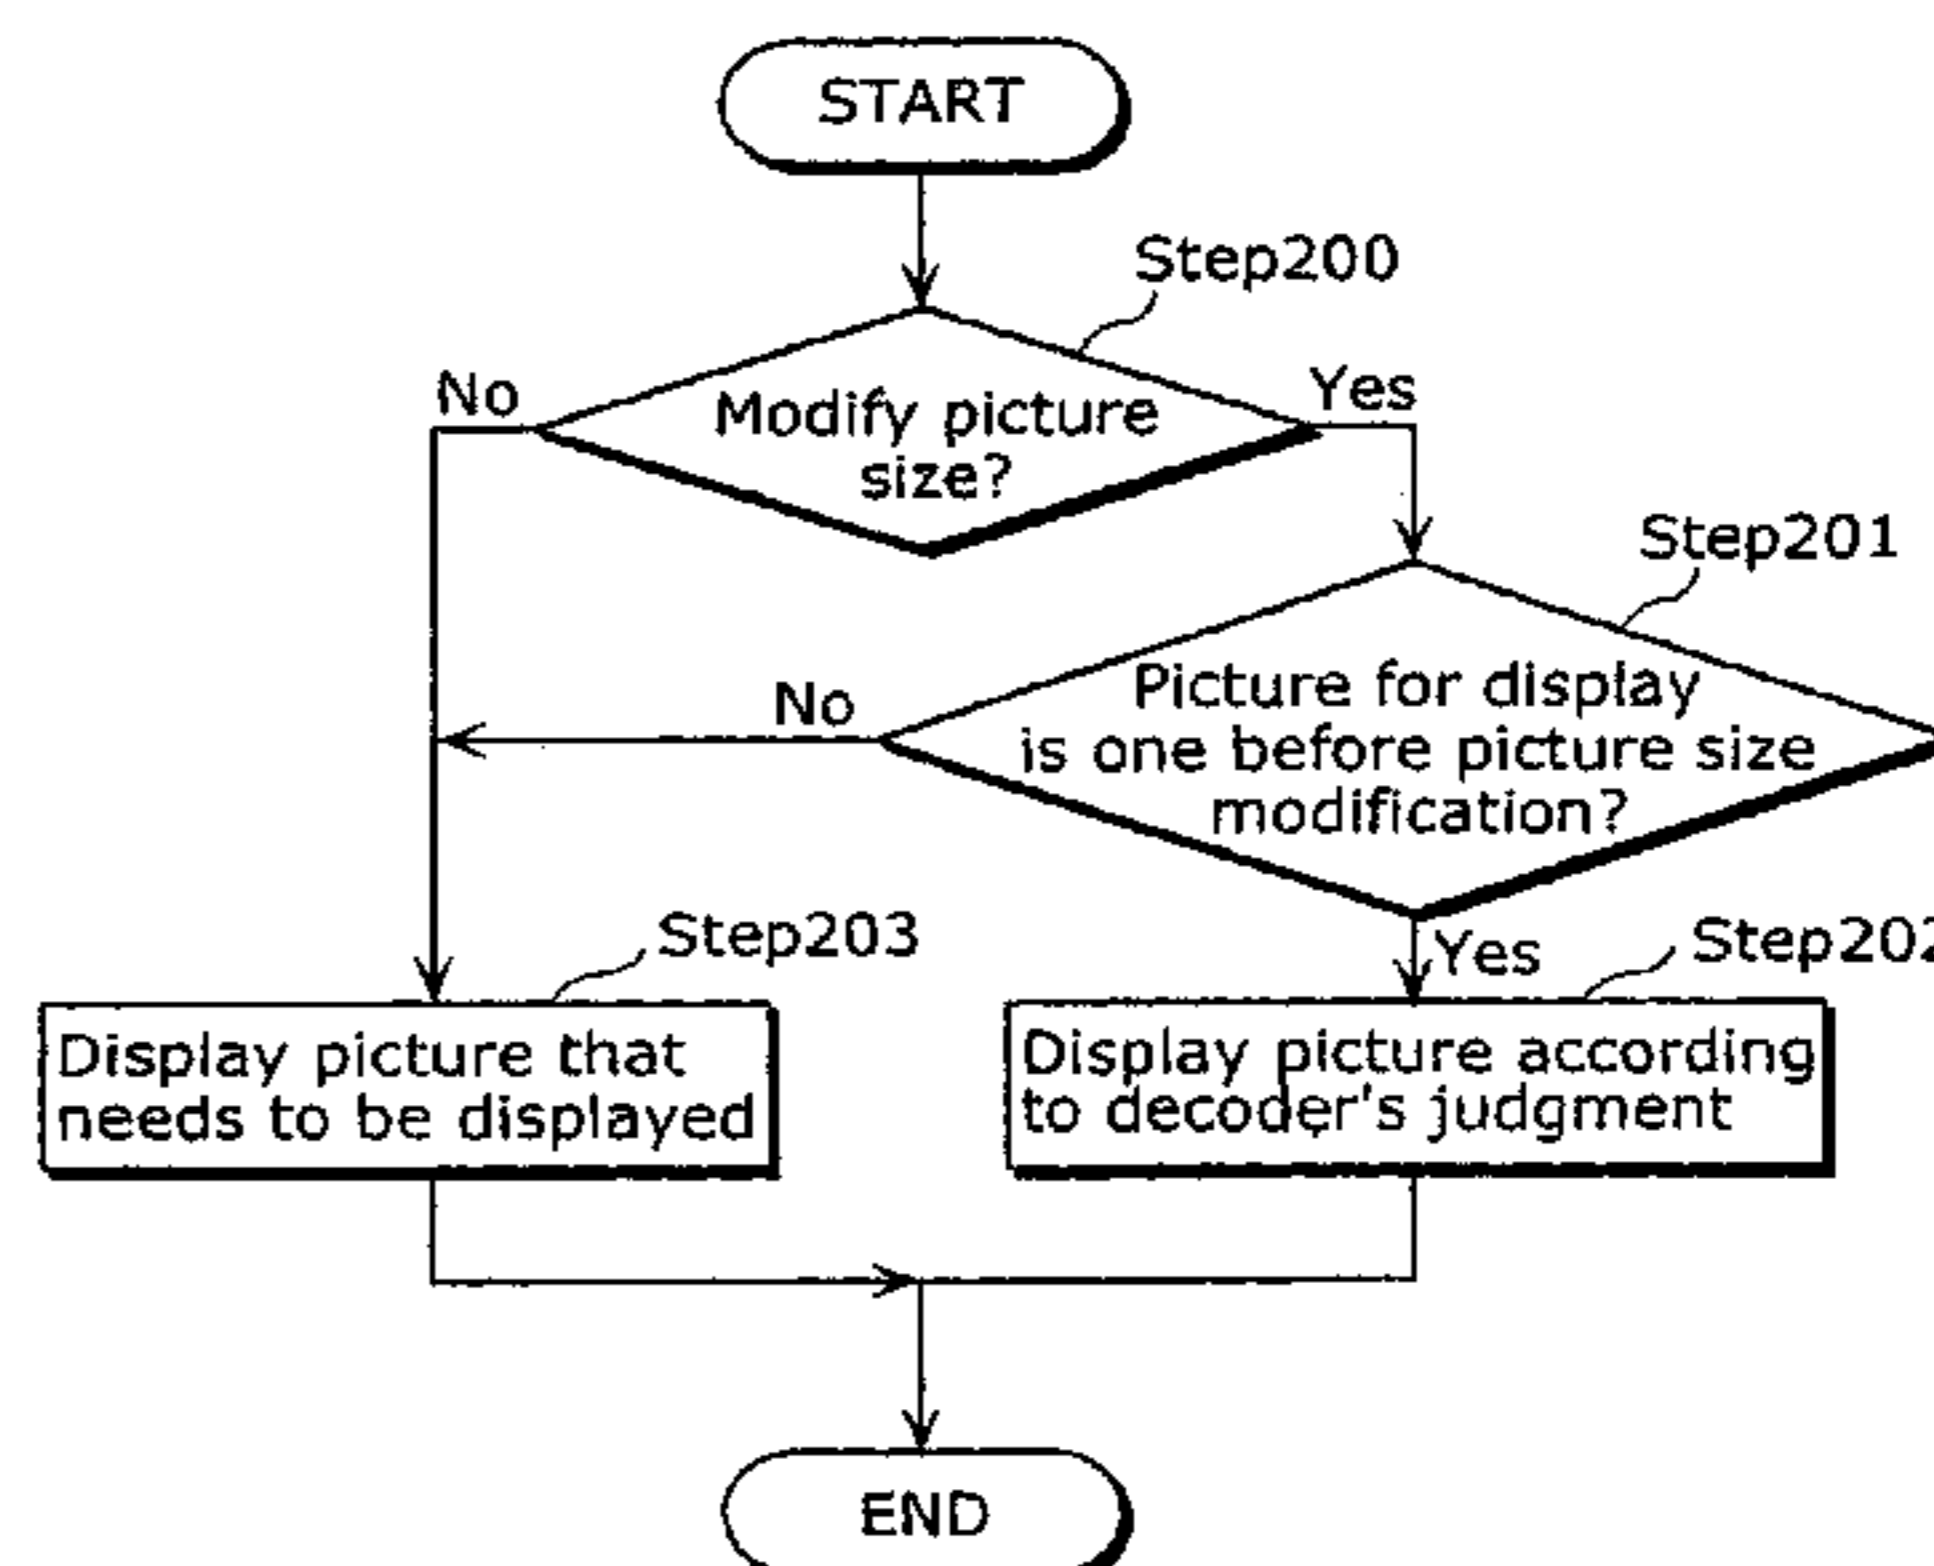 START
Step200
No
Yes
Modify picture
size?
Step201
No
Picture for display
is one before picture size
modification?
Step203
Yes
Step202
Display picture that
needs to be displayed
Display picture according
to decoder's judgment
END